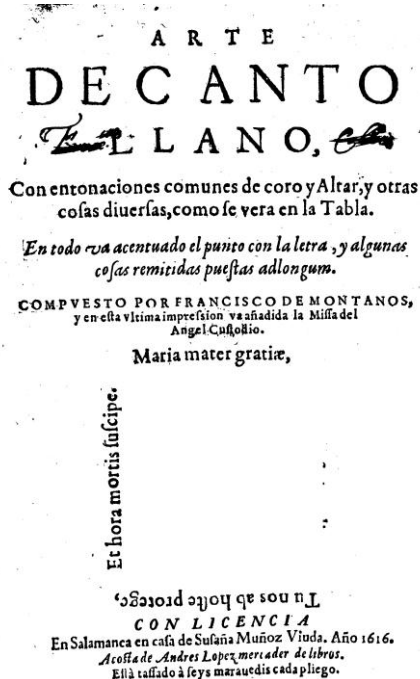 ARTE
DE CANTO
LLANO,
Con entonaciones comunes de coro y Altar, y otras
coſas diuerſas, como ſe vera en la Tabla.
En todo va acentuado el punto con la letra, y algunas
coſas remitidas pueſtas adlongum.
COMPVESTO POR FRANCISCO DE MONTANOS,
y en eſta vltima impreſsion va añadida la Miſſa del
Angel Cuſtodio.
Maria mater gratiæ,
Et hora mortis ſuſcipe.
Tu nos ab hoſte protege,
CON LICENCIA
En Salamanca en caſa de Suſaña Muñoz Viuda. Año 1616.
Acoſta de Andres Lopez mercader de libros.
Eſtà taſſado à ſeys marauedis cada pliego.